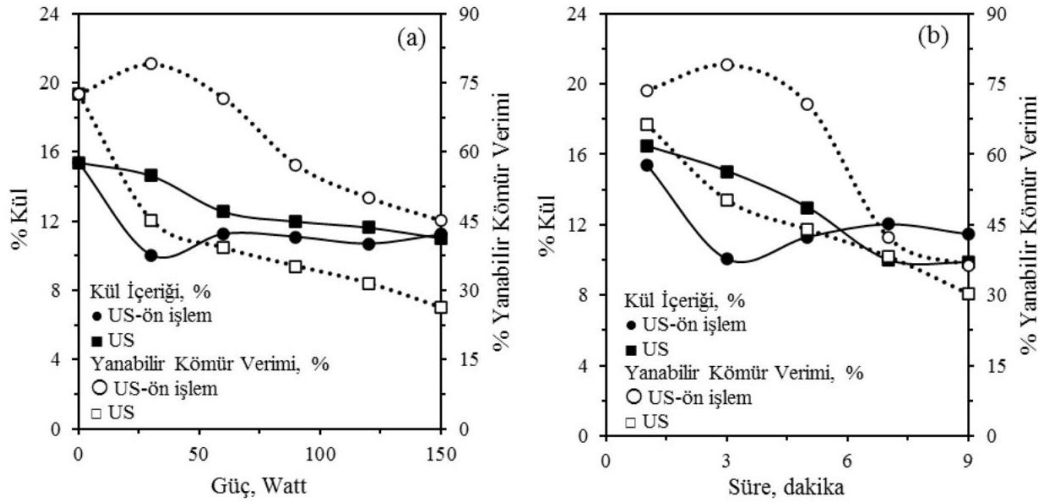 (a)
% Kül
24
20
16
12
8
4
0
90
75
60
45
30
15
0
% Yanabilir Kömür Verimi
Kül İçeriği, %
US-ön işlem
US
Yanabilir Kömür Verimi, %
US-ön işlem
US
0 50 100 150
Güç, Watt
(b)
% Kül
24
20
16
12
8
4
0
90
75
60
45
30
15
0
% Yanabilir Kömür Verimi
Kül İçeriği, %
US-ön işlem
US
Yanabilir Kömür Verimi, %
US-ön işlem
US
0 3 6 9
Süre, dakika